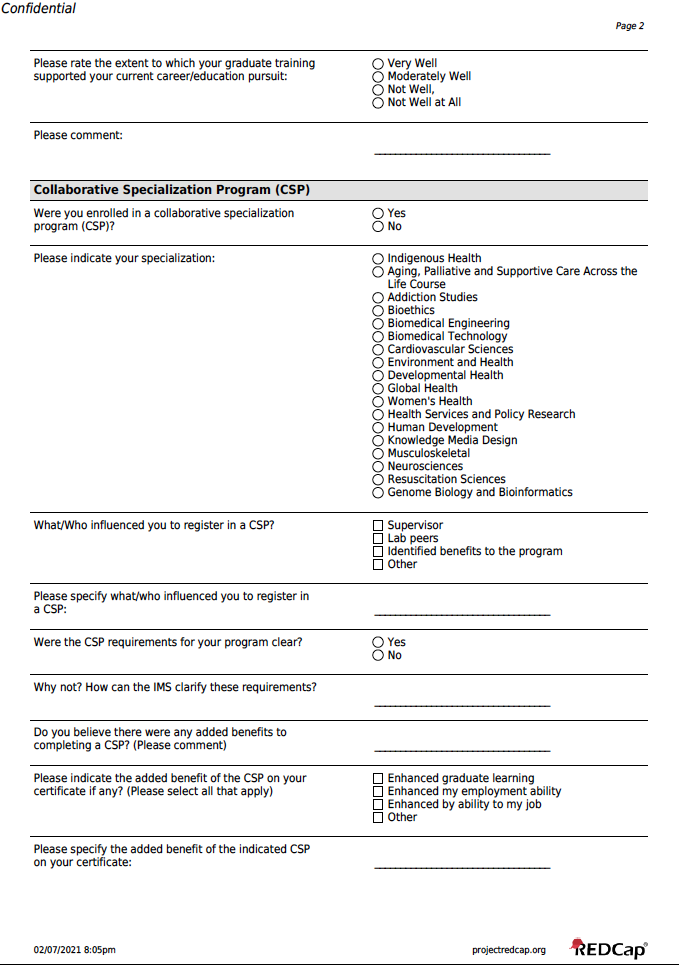 Confidential
Page 2
Please rate the extent to which your graduate training
supported your current career/education pursuit:
Very Well
Moderately Well
Not Well,
Not Well at All
Please comment:
Collaborative Specialization Program (CSP)
Were you enrolled in a collaborative specialization
program (CSP)?
Yes
No
Please indicate your specialization:
Indigenous Health
Aging, Palliative and Supportive Care Across the
Life Course
Addiction Studies
Bioethics
Biomedical Engineering
Biomedical Technology
Cardiovascular Sciences
Environment and Health
Developmental Health
Global Health
Women's Health
Health Services and Policy Research
Human Development
Knowledge Media Design
Musculoskeletal
Neurosciences
Resuscitation Sciences
Genome Biology and Bioinformatics
What/Who influenced you to register in a CSP?
Supervisor
Lab peers
Identified benefits to the program
Other
Please specify what/who influenced you to register in
a CSP:
Were the CSP requirements for your program clear?
Yes
No
Why not? How can the IMS clarify these requirements?
Do you believe there were any added benefits to
completing a CSP? (Please comment)
Please indicate the added benefit of the CSP on your
certificate if any? (Please select all that apply)
Enhanced graduate learning
Enhanced my employment ability
Enhanced by ability to my job
Other
Please specify the added benefit of the indicated CSP
on your certificate:
02/07/2021 8:05pm
projectredcap.org
REDCap®